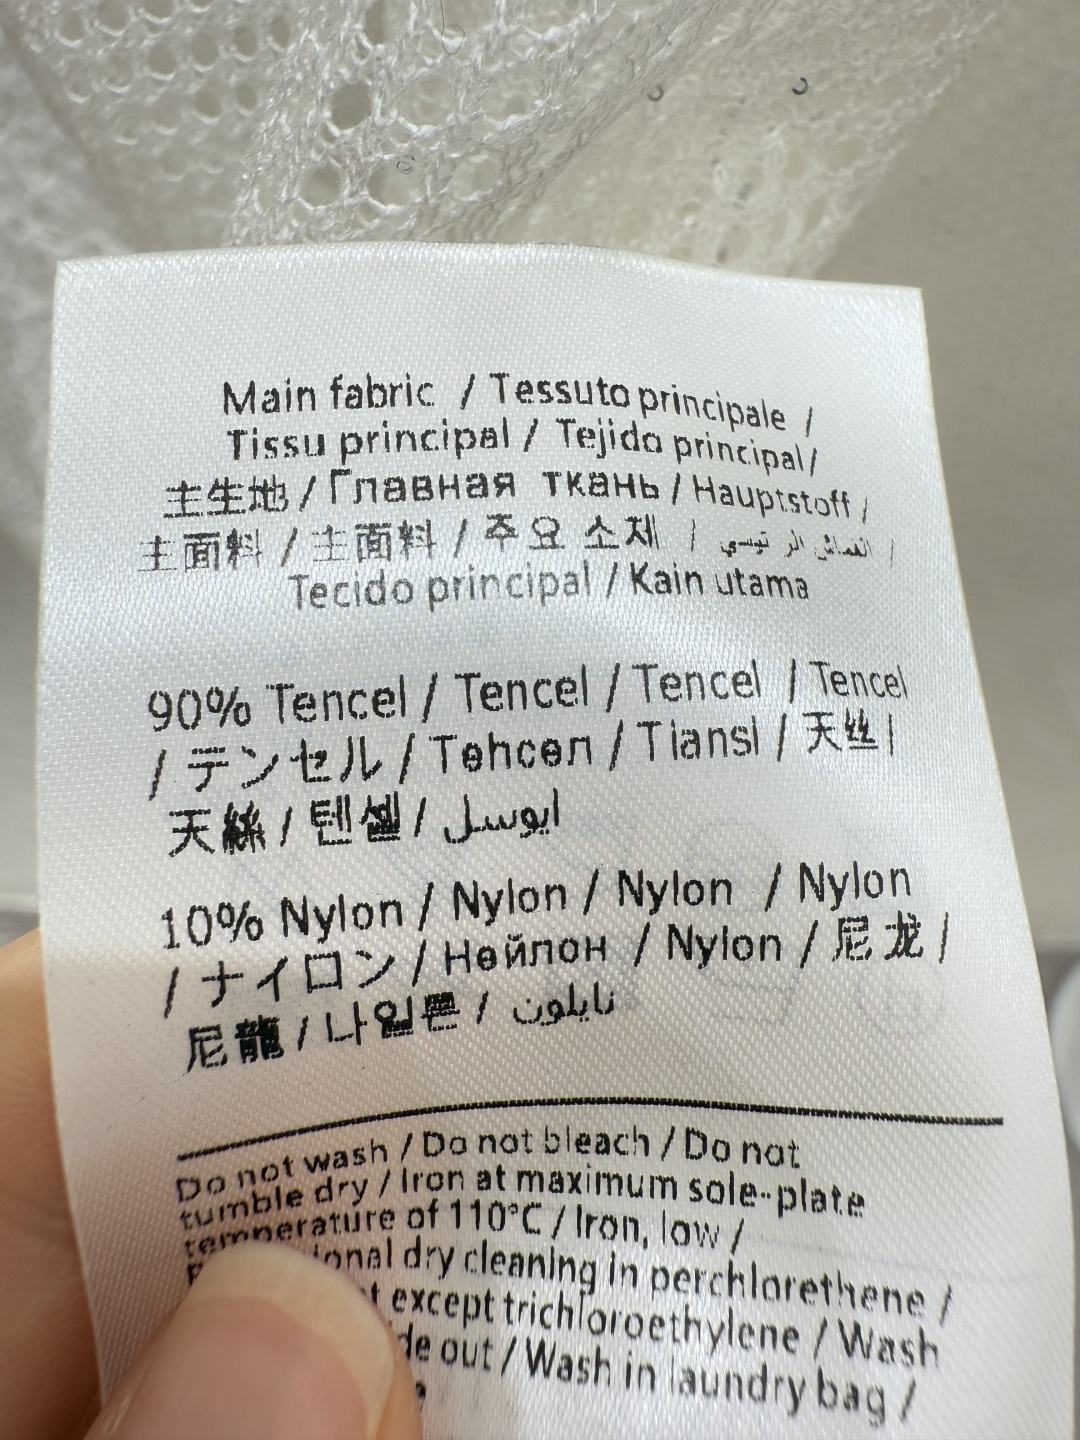 Main fabric / Tessuto principale /
Tissu principal / Tejido principal/
主生地 / Главная ткань / Hauptstoff /
主面料 / 主面料 / 주요 소재 / /
Tecido principal / Kain utama
90% Tencel / Tencel / Tencel / Tencel
/ テンセル / Тенсел / Tiansl / 天丝 /
天絲 / 텐셀 /
10% Nylon / Nylon / Nylon / Nylon
/ ナイロン / Нейлон / Nylon / 尼龙 /
尼龍 / 나일론 / نايلون
Do not wash / Do not bleach / Do not
tumble dry / Iron at maximum sole-plate
temperature of 110°C / Iron, low /
dry cleaning in perchlorethene /
except trichloroethylene / Wash
out / Wash in laundry bag /